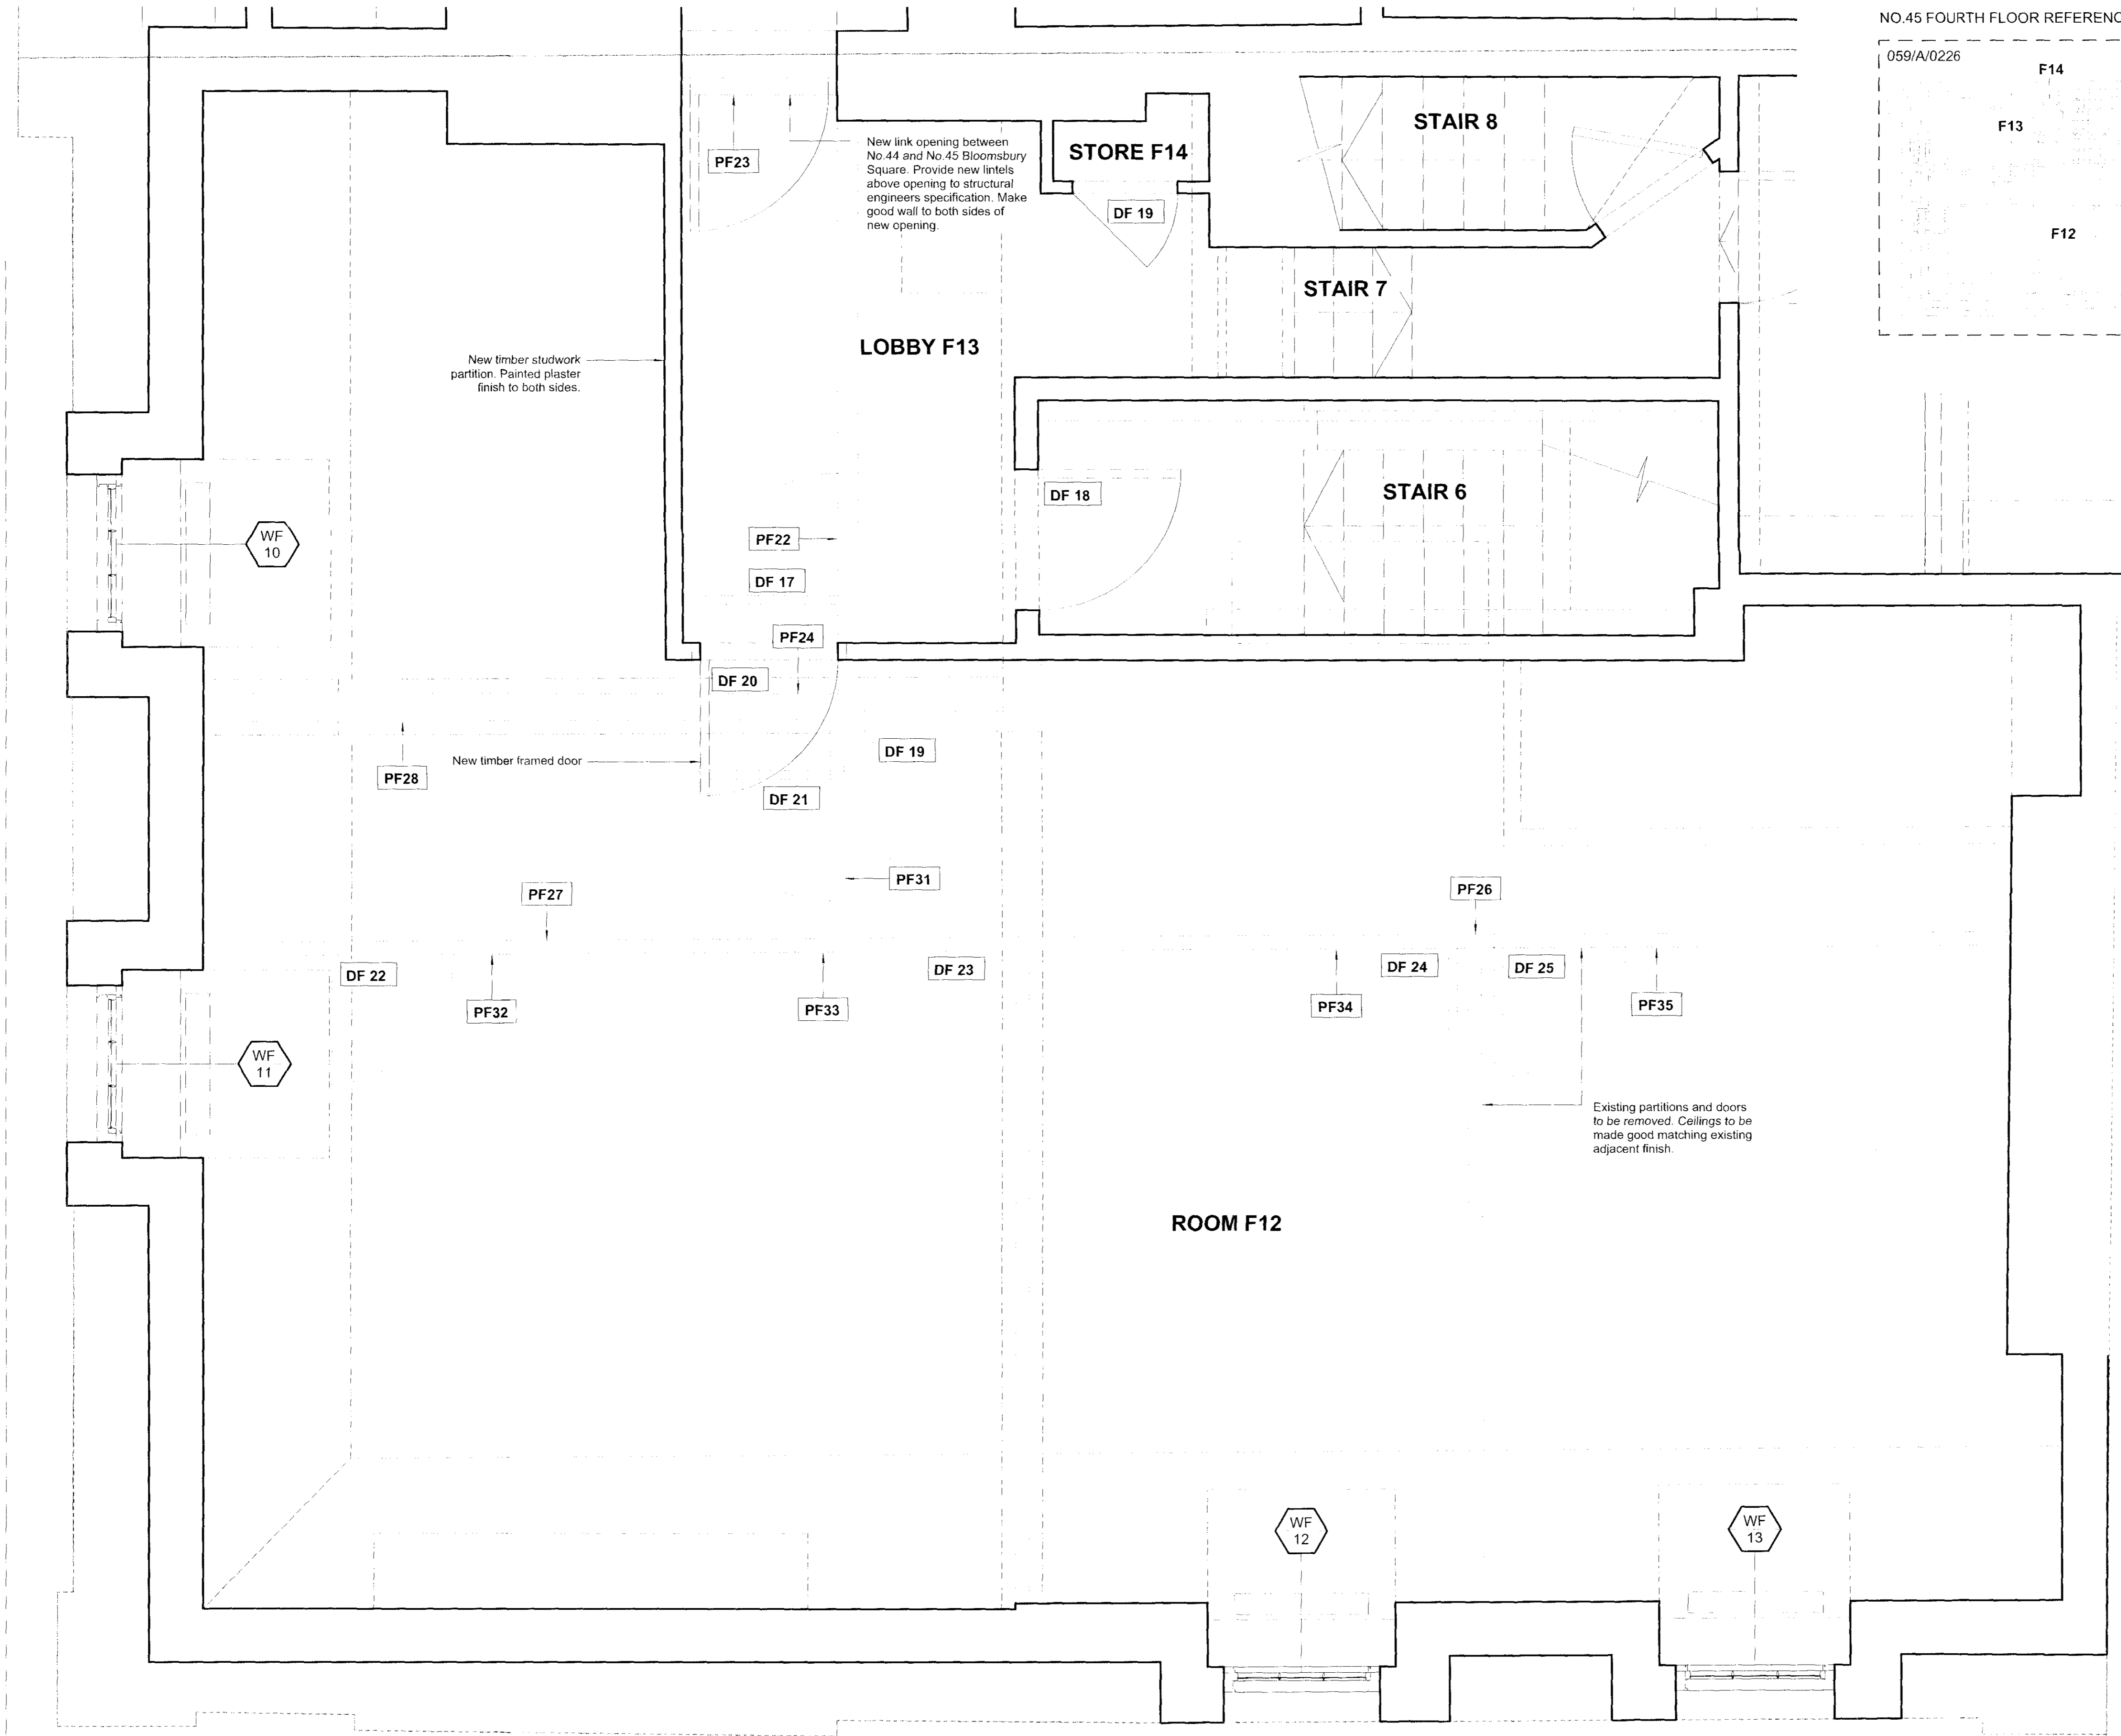 NO.45 FOURTH FLOOR REFERENC
059/A/0226
F14
F13
F12
STAIR 8
STORE F14
PF23
New link opening between
No.44 and No.45 Bloomsbury
Square. Provide new lintels
above opening to structural
engineers specification. Make
good wall to both sides of
new opening.
DF 19
STAIR 7
LOBBY F13
New timber studwork
partition. Painted plaster
finish to both sides.
DF 18
STAIR 6
WF
10
PF22
DF 17
PF24
DF 20
DF 19
New timber framed door
PF28
DF 21
PF31
PF27
PF26
DF 22
DF 23
DF 24
DF 25
PF32
PF33
PF34
PF35
WF
11
Existing partitions and doors
to be removed. Ceilings to be
made good matching existing
adjacent finish.
ROOM F12
WF
12
WF
13